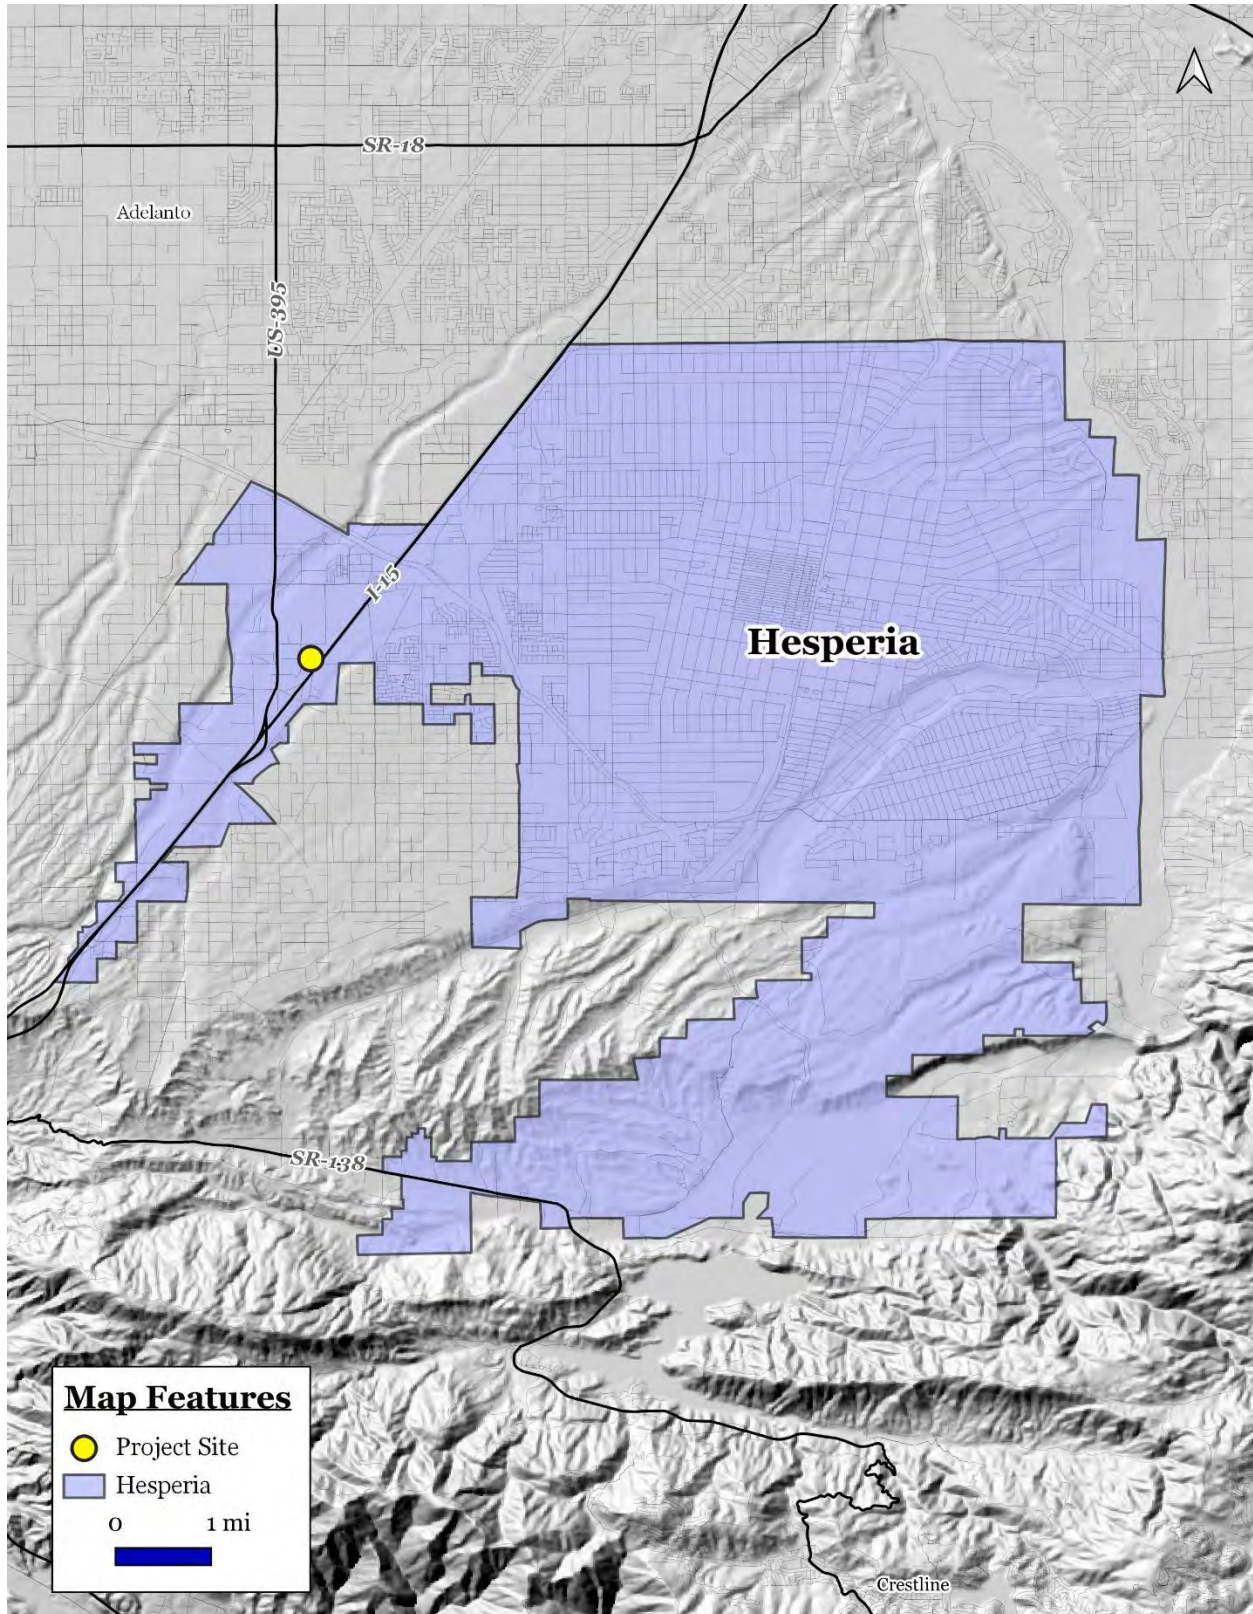 SR-18
Adelanto
US-395
I-15
Hesperia
SR-138
Map Features
Project Site
Hesperia
0 1 mi
Crestline